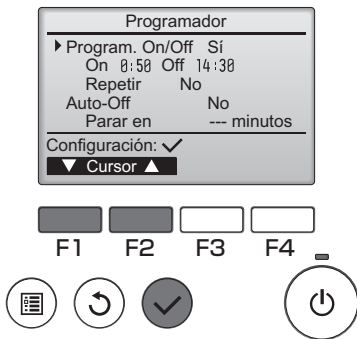 Programador
Program. On/Off Sí
On 0:50 Off 14:30
Repetir No
Auto-Off No
Parar en --- minutos
Configuración:
Cursor
F1 F2 F3 F4